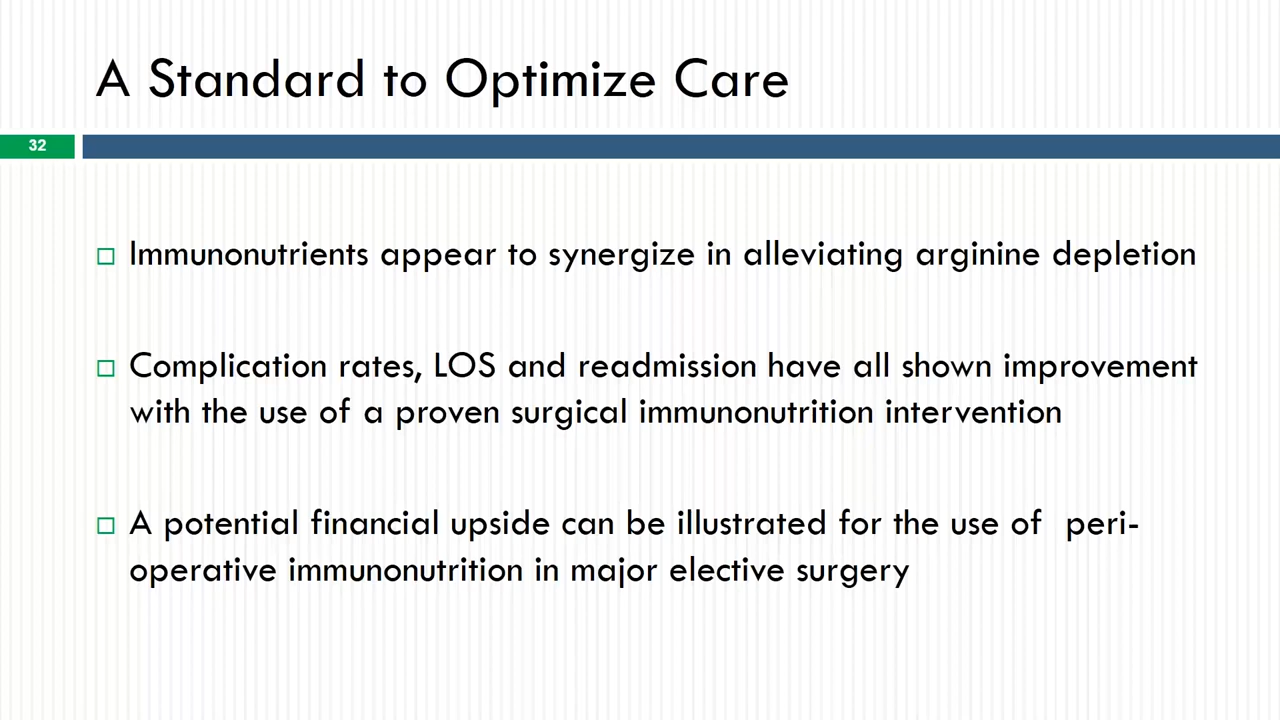 A Standard to Optimize Care
32
Immunonutrients appear to synergize in alleviating arginine depletion
Complication rates, LOS and readmission have all shown improvement
with the use of a proven surgical immunonutrition intervention
A potential financial upside can be illustrated for the use of  peri-
operative immunonutrition in major elective surgery